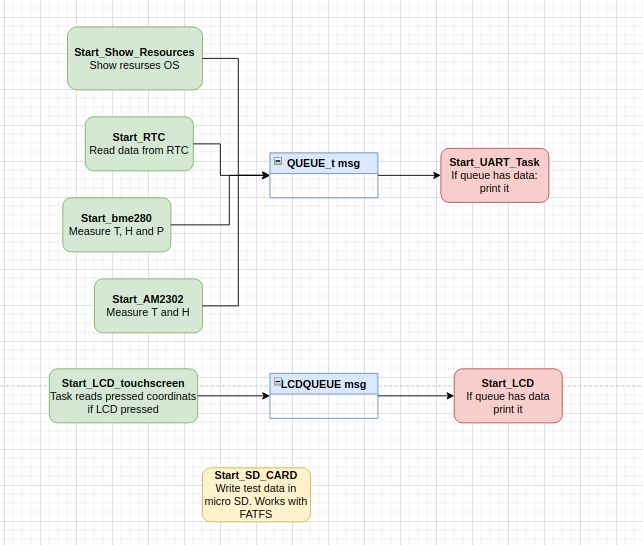 Start_Show_Resources
Show resurses OS
Start_RTC
Read data from RTC
QUEUE_t msg
Start_UART_Task
If queue has data:
print it
Start_bme280
Measure T, H and P
Start_AM2302
Measure T and H
Start_LCD_touchscreen
Task reads pressed coordinats
if LCD pressed
LCDQUEUE msg
Start_LCD
If queue has data
print it
Start_SD_CARD
Write test data in
micro SD. Works with
FATFS